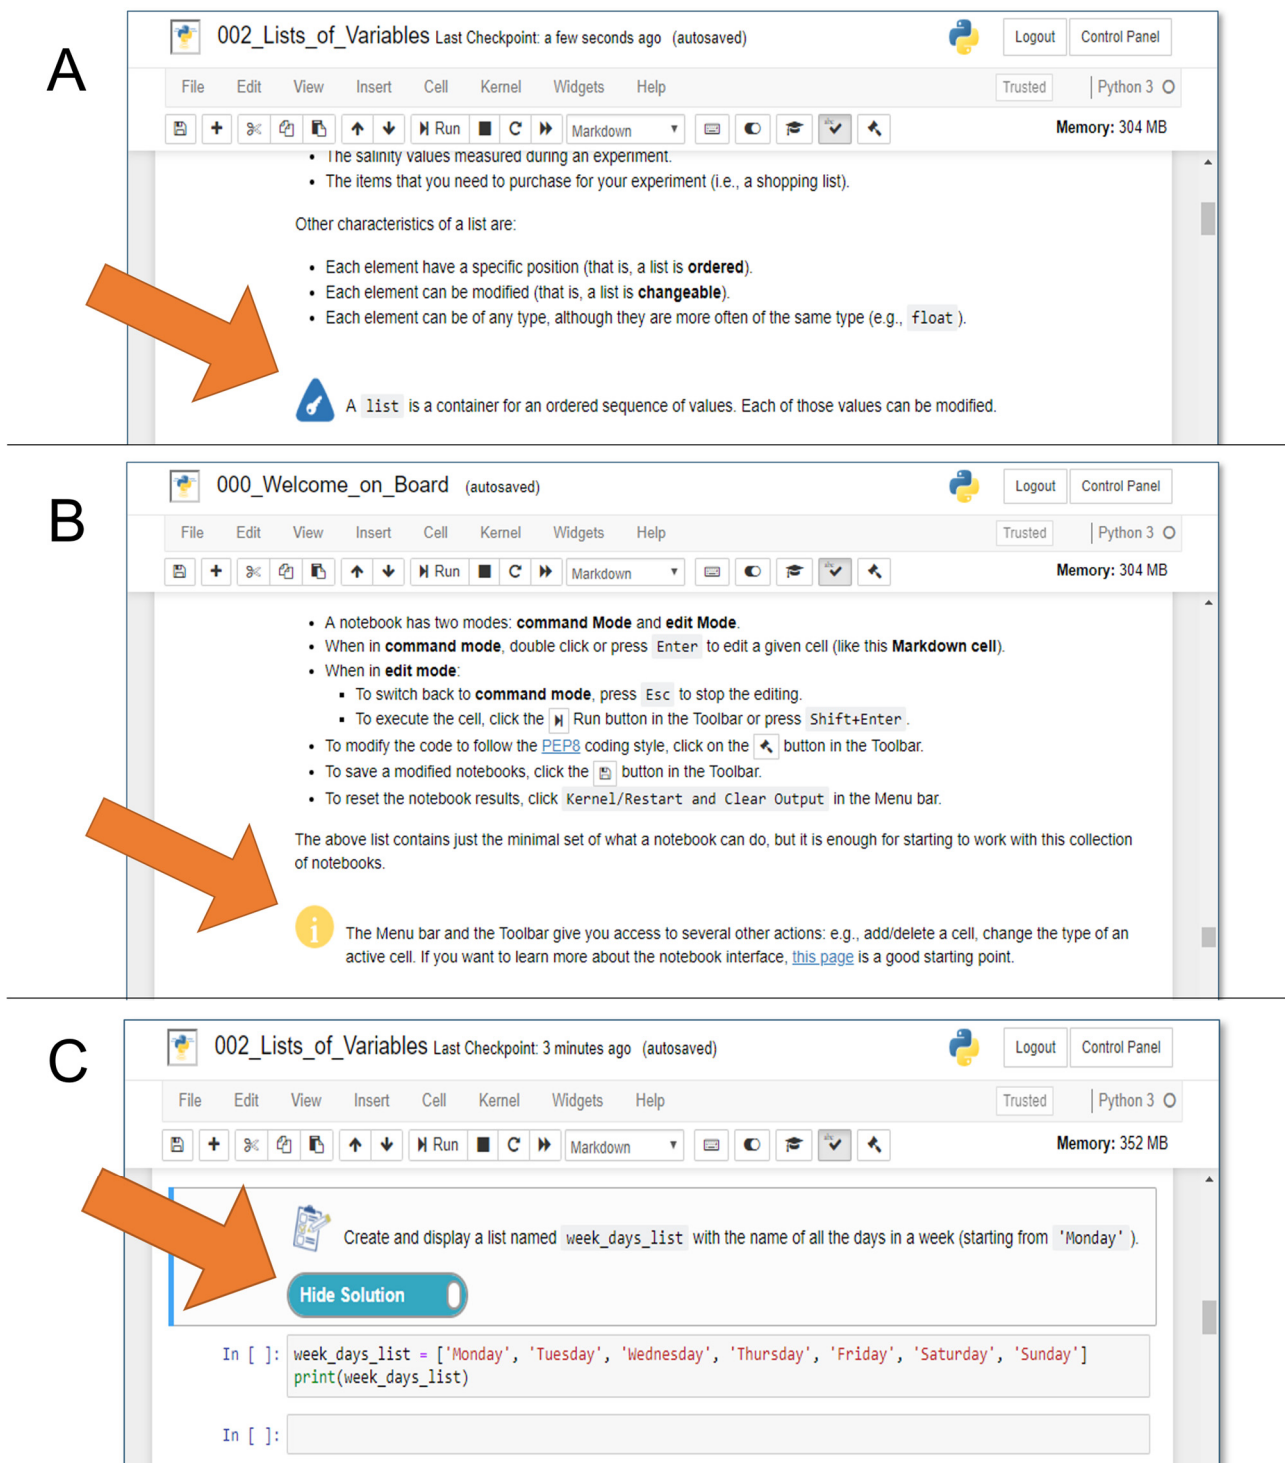 A
002_Lists_of_Variables Last Checkpoint: a few seconds ago (autosaved)
Logout Control Panel
File Edit View Insert Cell Kernel Widgets Help
Trusted Python 3
Run Markdown Memory: 304 MB
• The salinity values measured during an experiment.
• The items that you need to purchase for your experiment (i.e., a shopping list).
Other characteristics of a list are:
• Each element have a specific position (that is, a list is ordered).
• Each element can be modified (that is, a list is changeable).
• Each element can be of any type, although they are more often of the same type (e.g., float ).
A list is a container for an ordered sequence of values. Each of those values can be modified.
B
000_Welcome_on_Board (autosaved)
Logout Control Panel
File Edit View Insert Cell Kernel Widgets Help
Trusted Python 3
Run Markdown Memory: 304 MB
• A notebook has two modes: command Mode and edit Mode.
• When in command mode, double click or press Enter to edit a given cell (like this Markdown cell).
• When in edit mode:
▪ To switch back to command mode, press Esc to stop the editing.
▪ To execute the cell, click the Run button in the Toolbar or press Shift+Enter .
• To modify the code to follow the PEP8 coding style, click on the button in the Toolbar.
• To save a modified notebooks, click the button in the Toolbar.
• To reset the notebook results, click Kernel/Restart and Clear Output in the Menu bar.
The above list contains just the minimal set of what a notebook can do, but it is enough for starting to work with this collection
of notebooks.
i
The Menu bar and the Toolbar give you access to several other actions: e.g., add/delete a cell, change the type of an
active cell. If you want to learn more about the notebook interface, this page is a good starting point.
C
002_Lists_of_Variables Last Checkpoint: 3 minutes ago (autosaved)
Logout Control Panel
File Edit View Insert Cell Kernel Widgets Help
Trusted Python 3
Run Markdown Memory: 352 MB
Create and display a list named week_days_list with the name of all the days in a week (starting from 'Monday' ).
Hide Solution
In [ ]: week_days_list = ['Monday', 'Tuesday', 'Wednesday', 'Thursday', 'Friday', 'Saturday', 'Sunday']
print(week_days_list)
In [ ]: